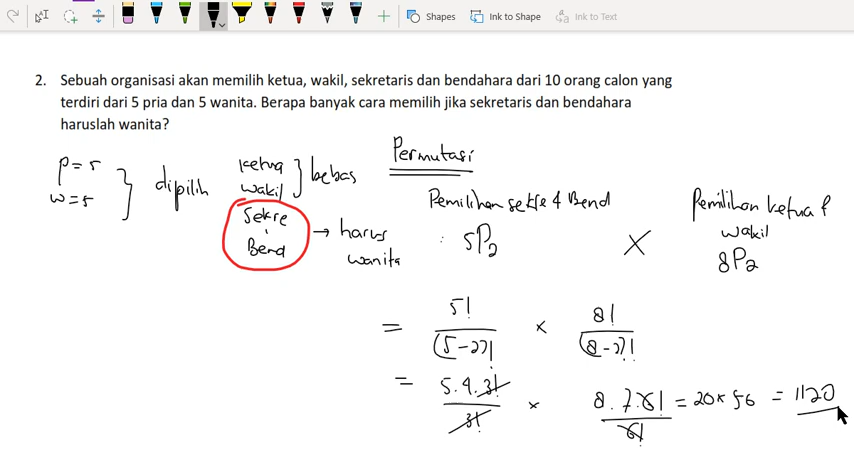 Shapes
Ink to Shape
Ink to Text
2. Sebuah organisasi akan memilih ketua, wakil, sekretaris dan bendahara dari 10 orang calon yang
terdiri dari 5 pria dan 5 wanita. Berapa banyak cara memilih jika sekretaris dan bendahara
haruslah wanita?
Permutasi
P = 5
W = 5
} dipilih
Ketua
Wakil
} bebas
Sekre
Bend
→ harus
wanita
Pemilihan sekre & Bend
: 5P2
X
Pemilihan Ketua &
wakil
8P2
= 5!/(5-2)! × 8!/(8-2)!
= 5.4.3!/3! × 8.7.6!/6! = 20 × 56 = 1120